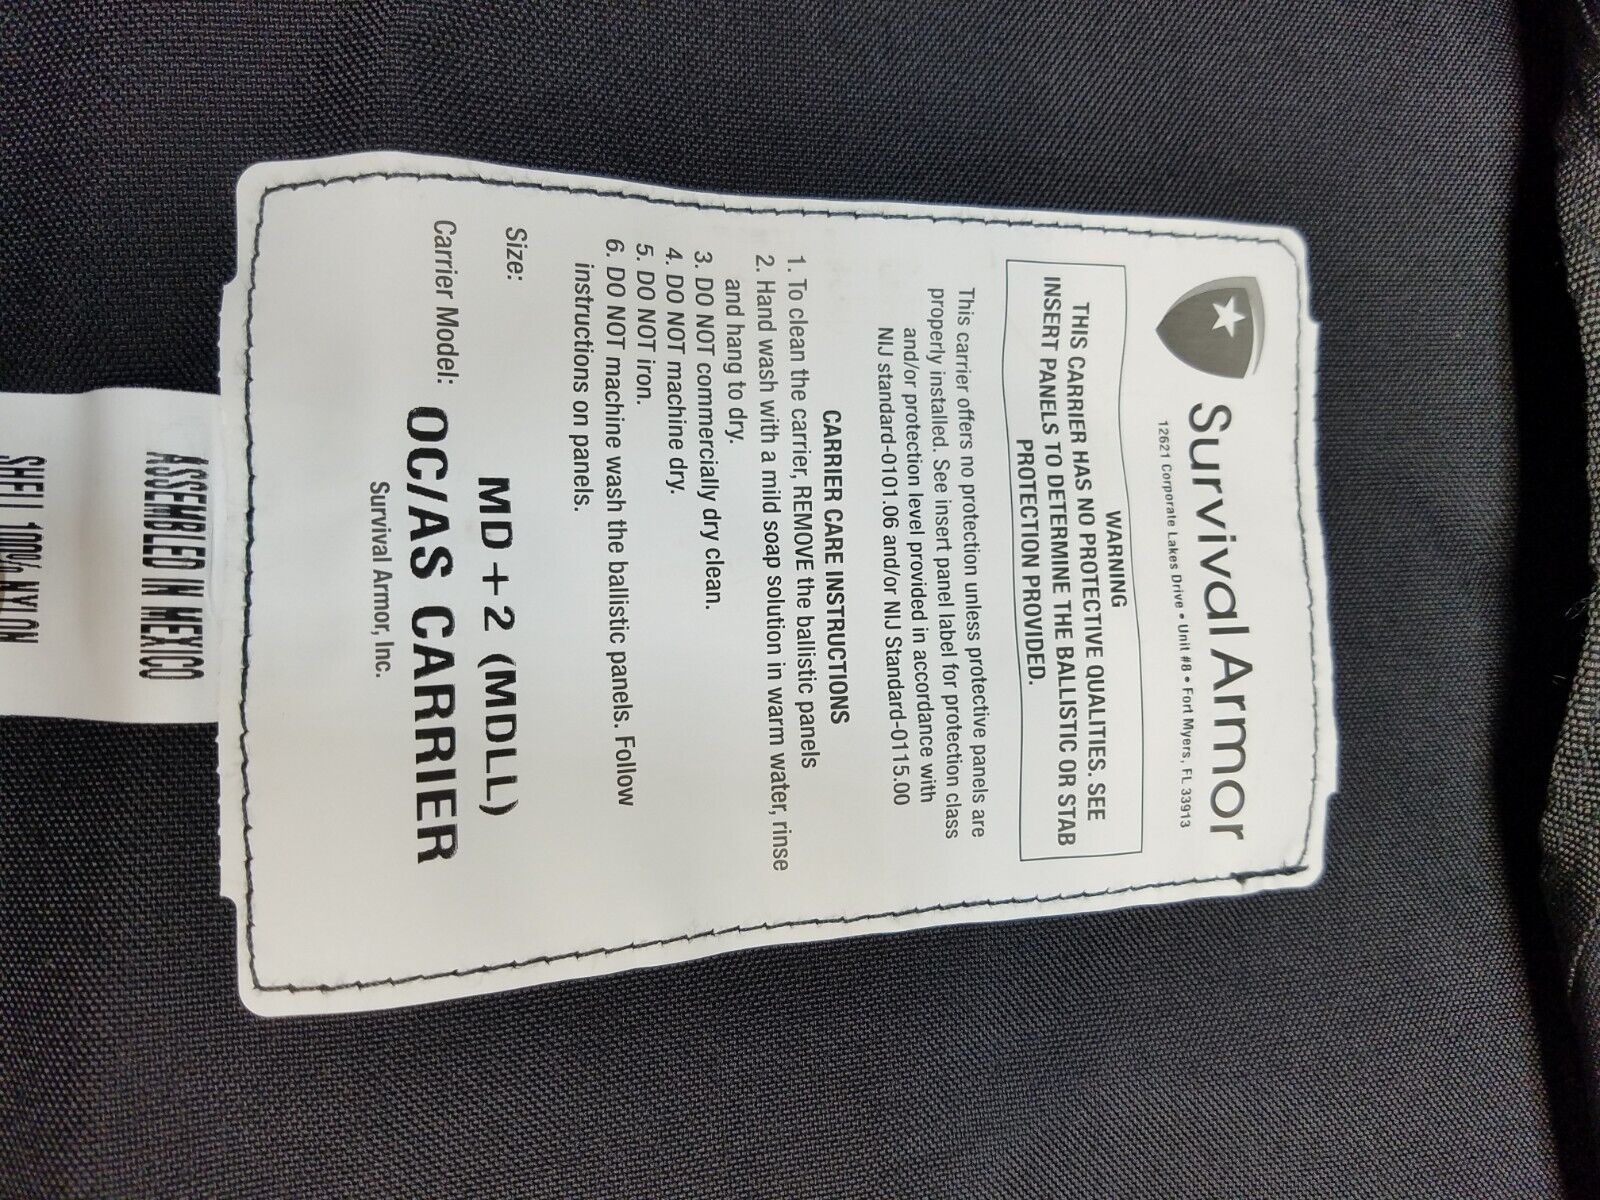 Survival Armor
12621 Corporate Lakes Drive • Unit #8 • Fort Myers, FL 33913
WARNING
THIS CARRIER HAS NO PROTECTIVE QUALITIES. SEE
INSERT PANELS TO DETERMINE THE BALLISTIC OR STAB
PROTECTION PROVIDED.
This carrier offers no protection unless protective panels are
properly installed. See insert panel label for protection class
and/or protection level provided in accordance with
NIJ standard-0101.06 and/or NIJ Standard-0115.00
CARRIER CARE INSTRUCTIONS
1. To clean the carrier, REMOVE the ballistic panels
2. Hand wash with a mild soap solution in warm water, rinse
and hang to dry.
3. DO NOT commercially dry clean.
4. DO NOT machine dry.
5. DO NOT iron.
6. DO NOT machine wash the ballistic panels. Follow
instructions on panels.
Size: MD+2 (MDLL)
Carrier Model: OC/AS CARRIER
Survival Armor, Inc.
ASSEMBLED IN MEXICO
SHELL 100% NYLON